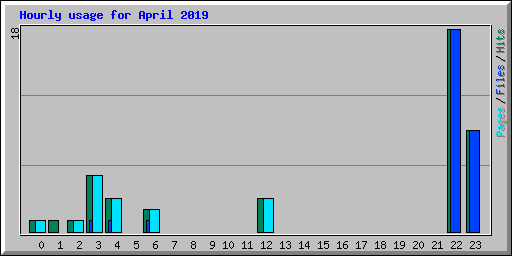 Hourly usage for April 2019
18
Pages/Files/Hits
0 1 2 3 4 5 6 7 8 9 10 11 12 13 14 15 16 17 18 19 20 21 22 23